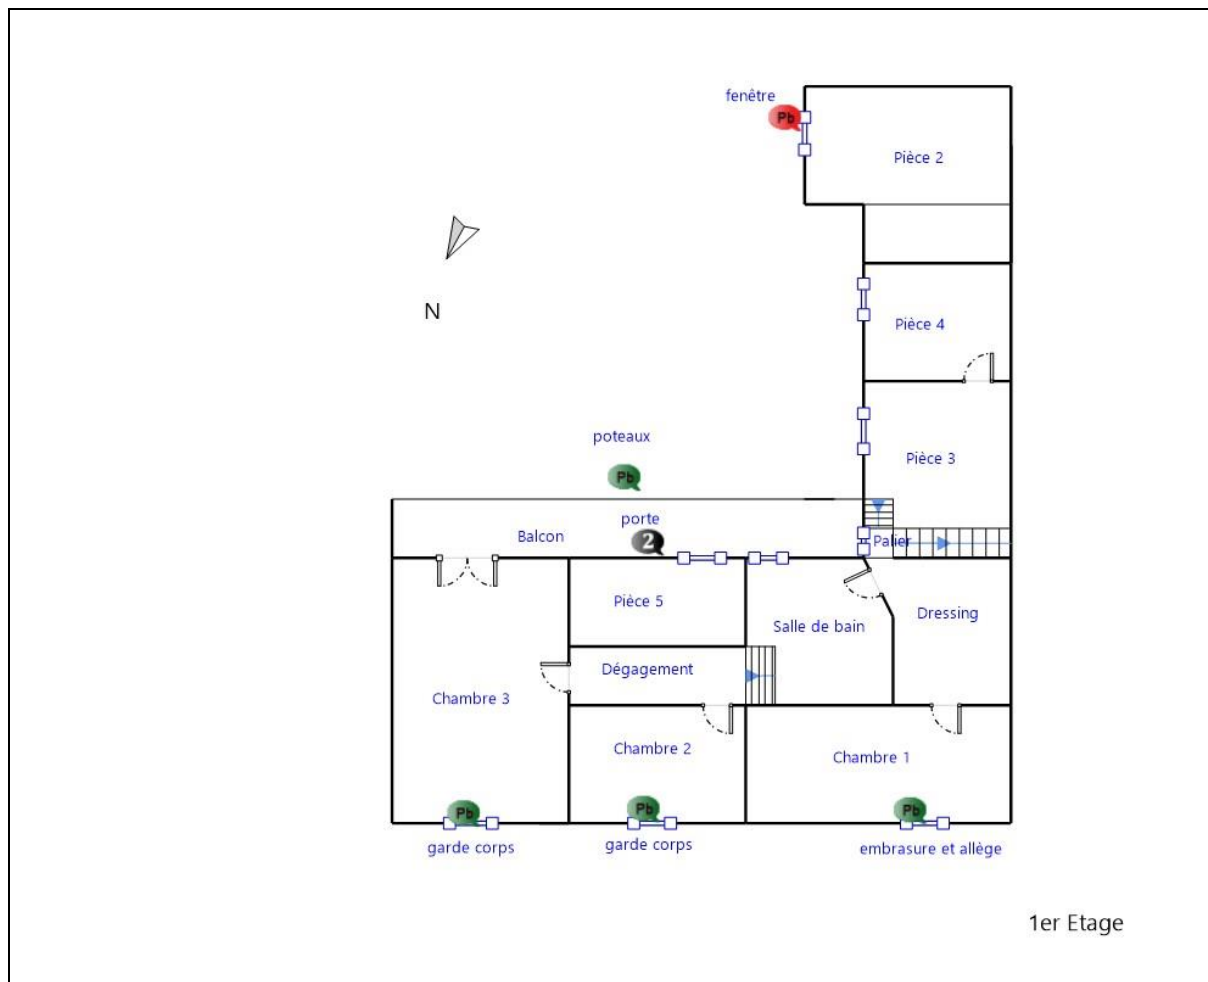 fenêtre
Pb
Pièce 2
N
Pièce 4
poteaux
Pb
Pièce 3
porte
Balcon
2
Palier
Pièce 5
Salle de bain
Dressing
Dégagement
Chambre 3
Chambre 2
Chambre 1
Pb
Pb
Pb
garde corps
garde corps
embrasure et allège
1er Etage